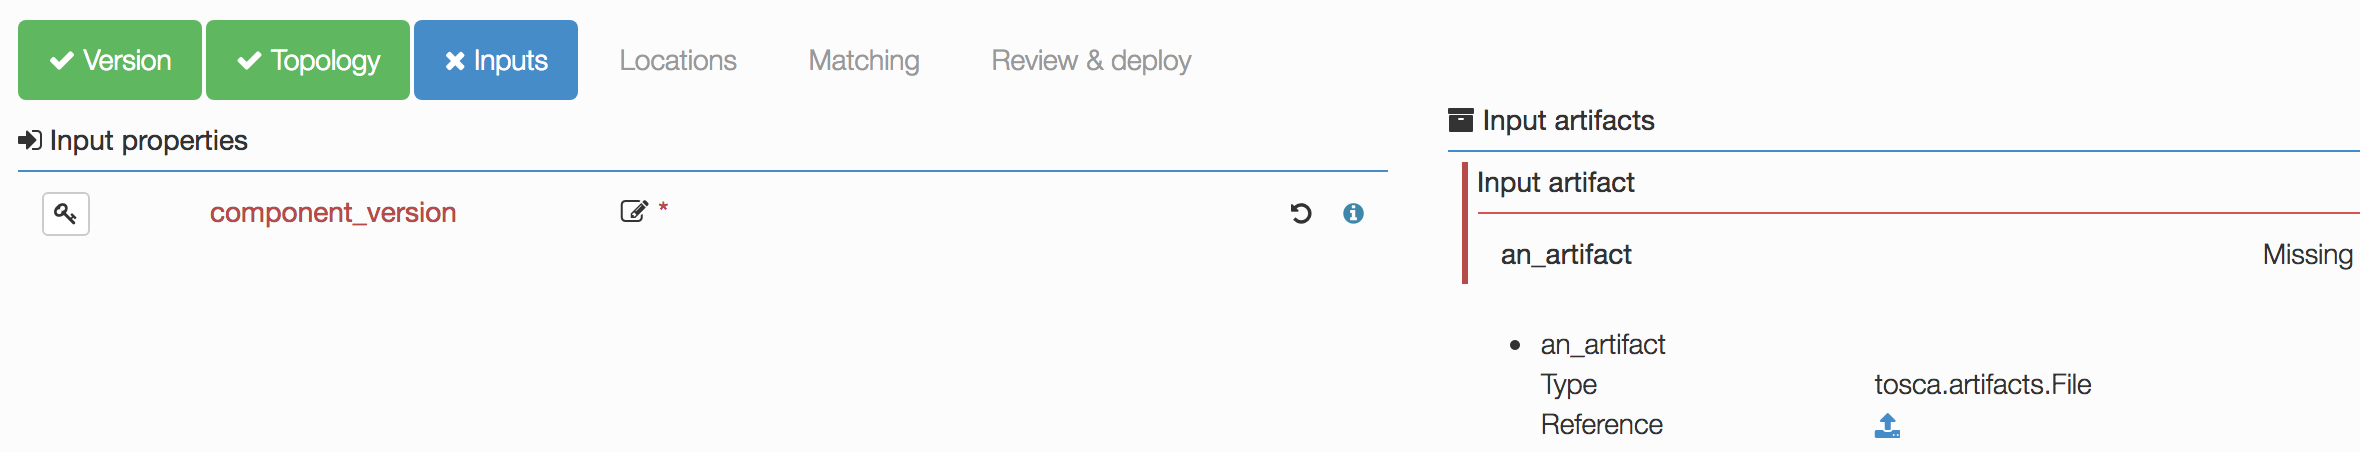 Version Topology Inputs Locations Matching Review & deploy
Input properties
component_version *
Input artifacts
Input artifact
an_artifact Missing
an_artifact
Type tosca.artifacts.File
Reference